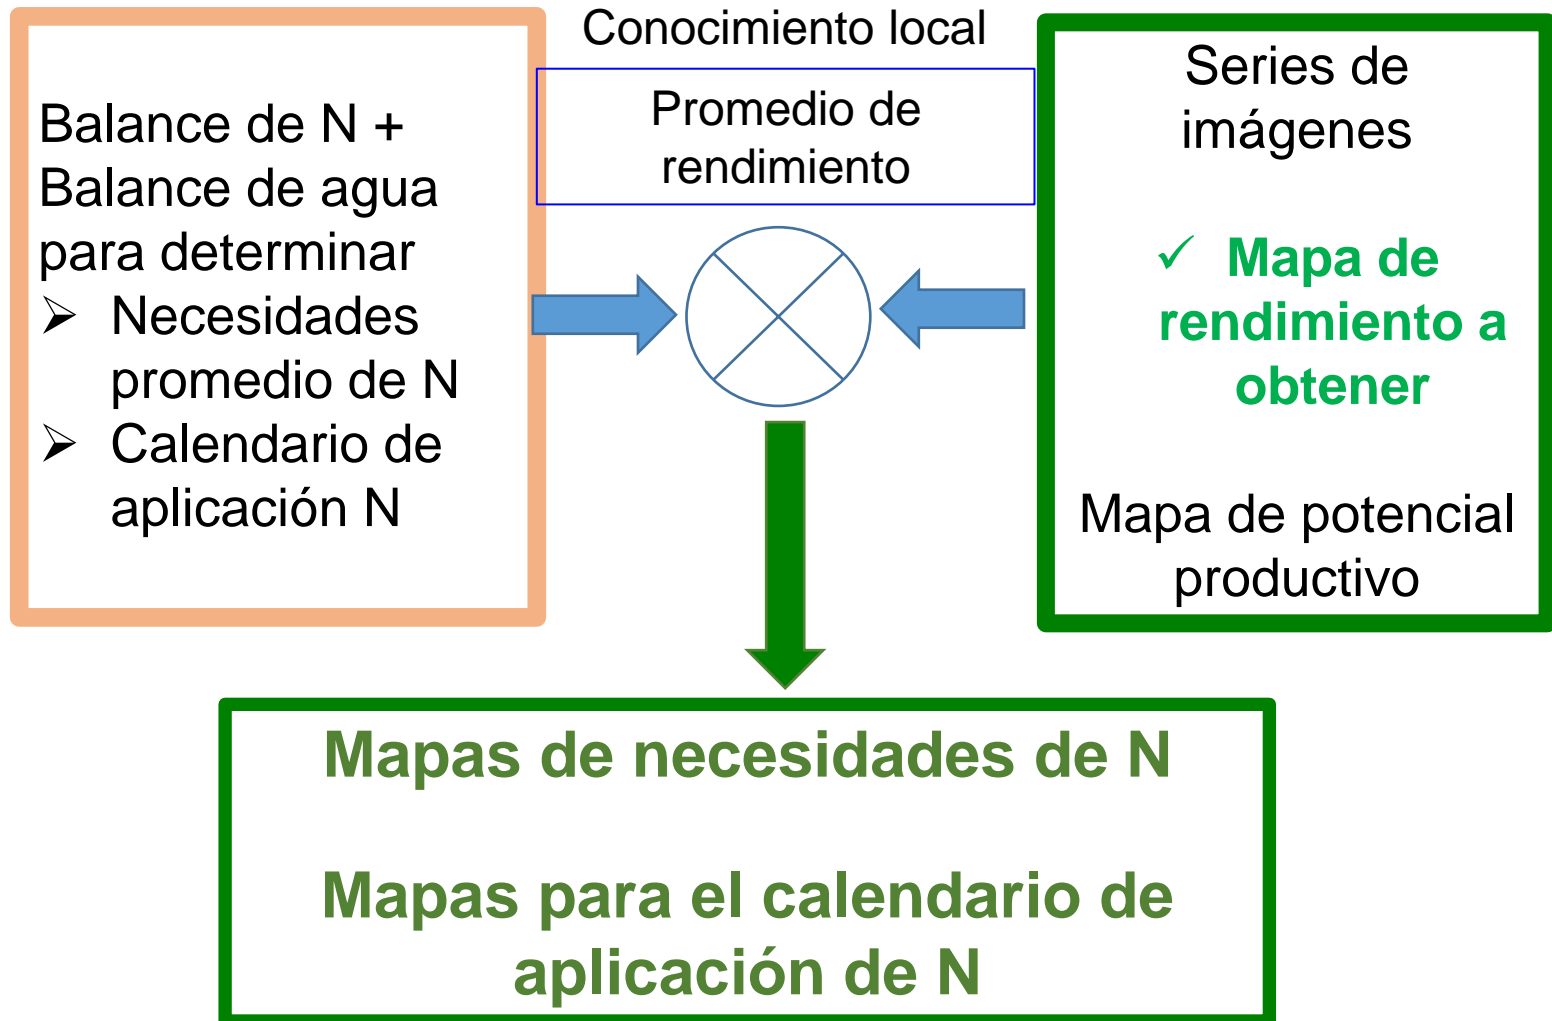 Conocimiento local
Promedio de
rendimiento
Balance de N +
Balance de agua
para determinar
➢ Necesidades
promedio de N
➢ Calendario de
aplicación N
Series de
imágenes
✓ Mapa de
rendimiento a
obtener
Mapa de potencial
productivo
Mapas de necesidades de N
Mapas para el calendario de
aplicación de N